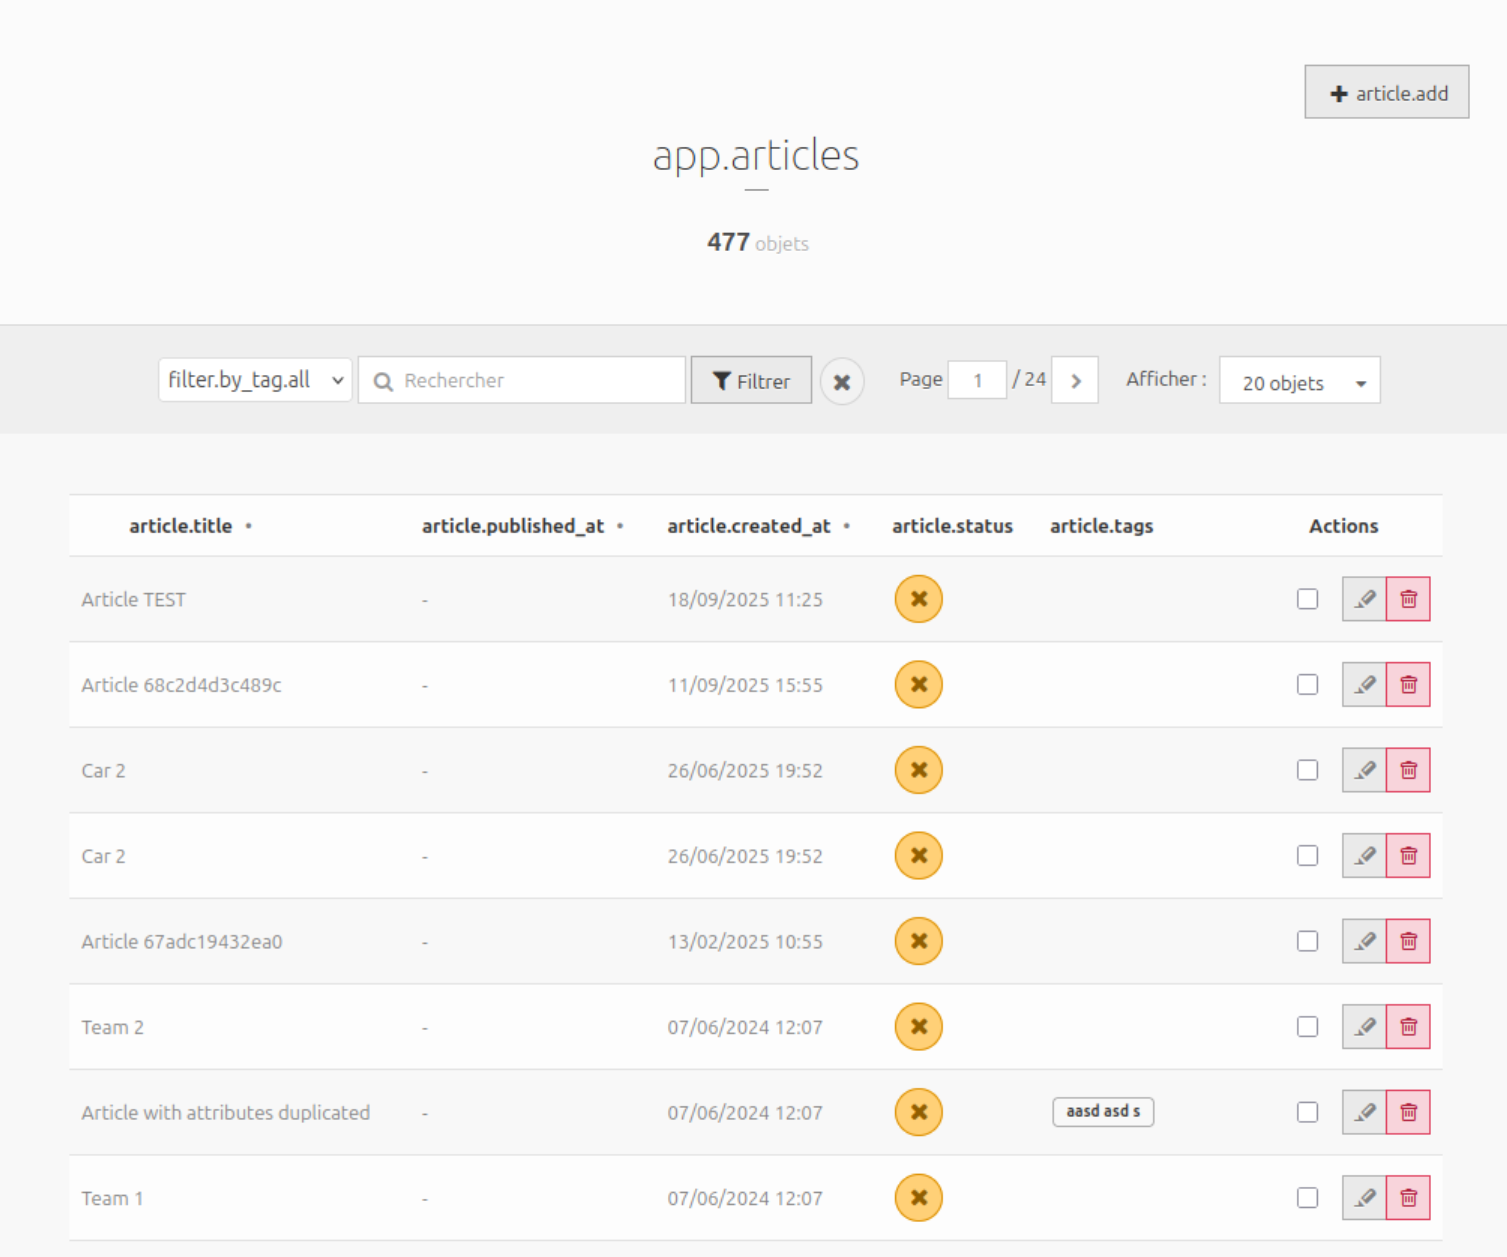 article.add
app.articles
477 objets
filter.by_tag.all Rechercher Filtrer Page 1 / 24 Afficher : 20 objets
article.title article.published_at article.created_at article.status article.tags Actions
Article TEST - 18/09/2025 11:25
Article 68c2d4d3c489c - 11/09/2025 15:55
Car 2 - 26/06/2025 19:52
Car 2 - 26/06/2025 19:52
Article 67adc19432ea0 - 13/02/2025 10:55
Team 2 - 07/06/2024 12:07
Article with attributes duplicated - 07/06/2024 12:07 aasd asd s
Team 1 - 07/06/2024 12:07